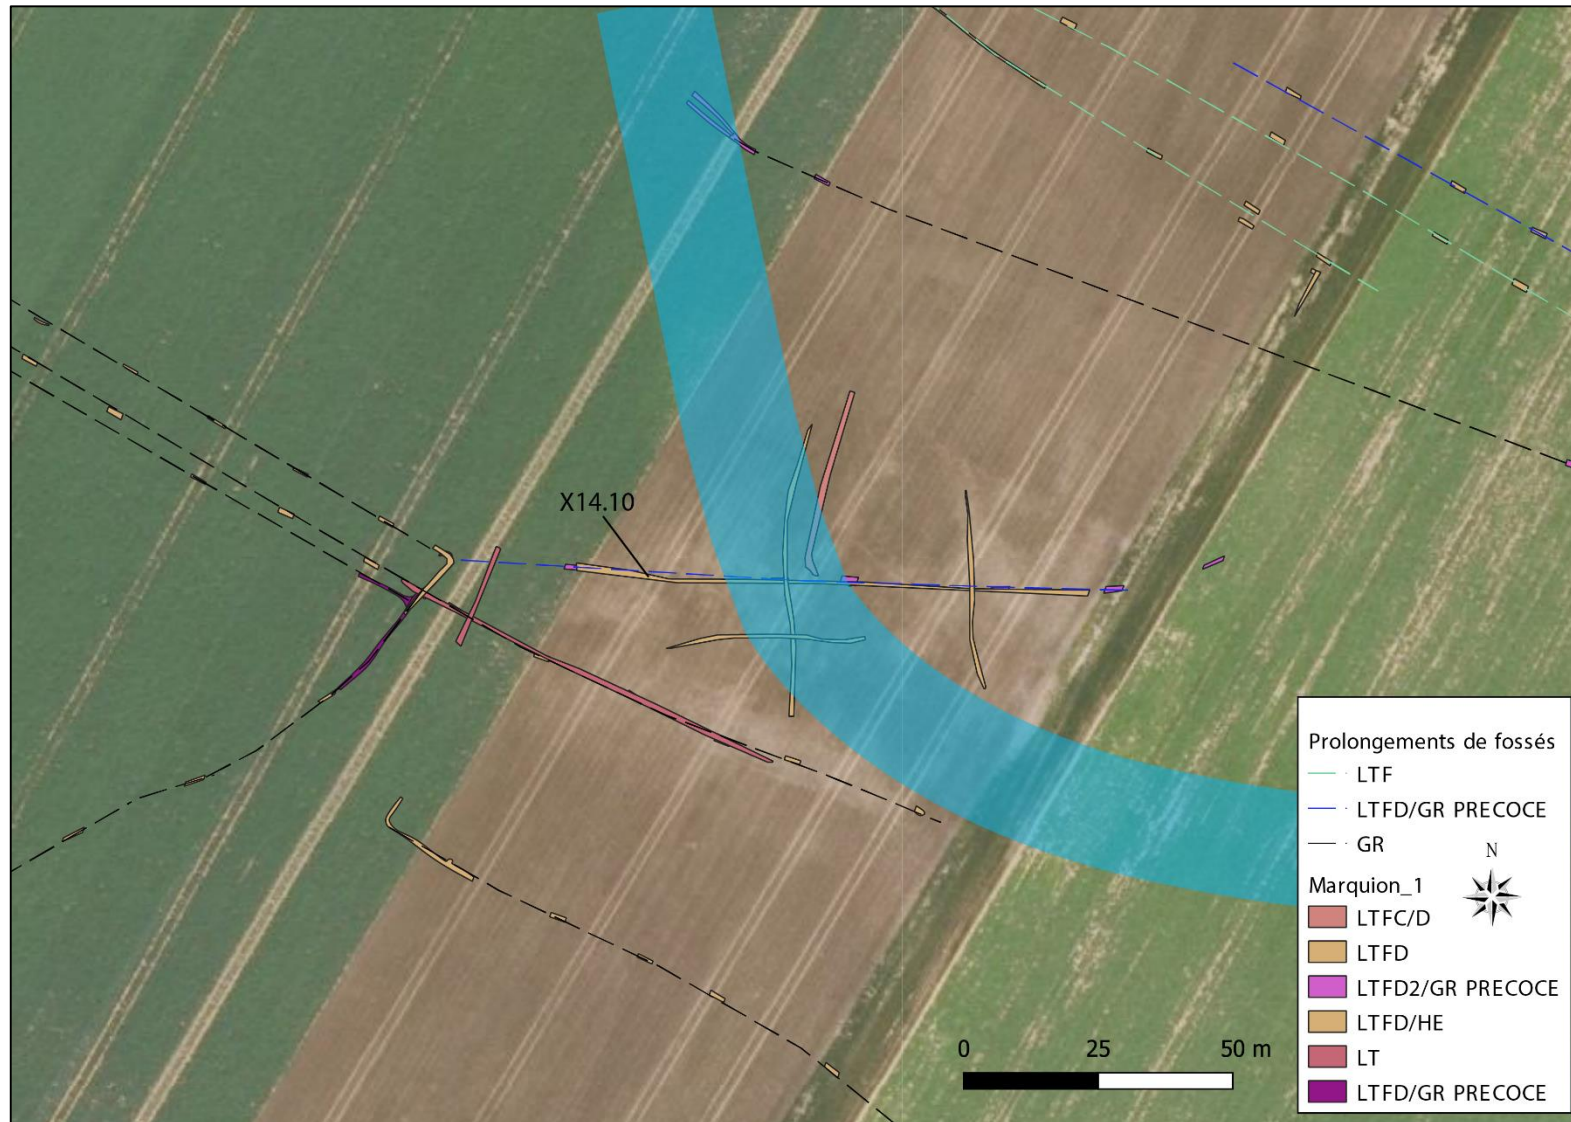 X14.10
Prolongements de fossés
LTF
LTFD/GR PRECOCE
GR
N
Marquion_1
LTFC/D
LTFD
LTFD2/GR PRECOCE
LTFD/HE
LT
LTFD/GR PRECOCE
0 25 50 m